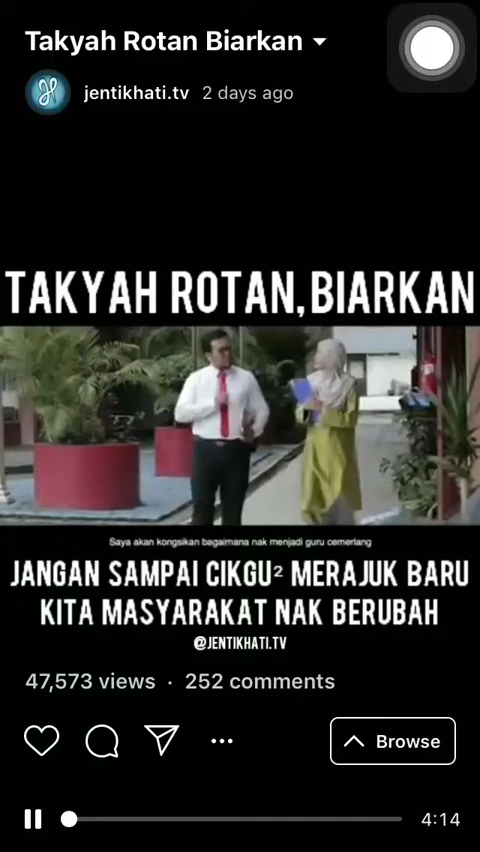 Takyah Rotan Biarkan
jentikhati.tv 2 days ago
TAKYAH ROTAN, BIARKAN
Saya akan kongsikan bagaimana nak menjadi guru cemerlang
JANGAN SAMPAI CIKGU² MERAJUK BARU
KITA MASYARAKAT NAK BERUBAH
@JENTIKHATI.TV
47,573 views · 252 comments
Browse
4:14